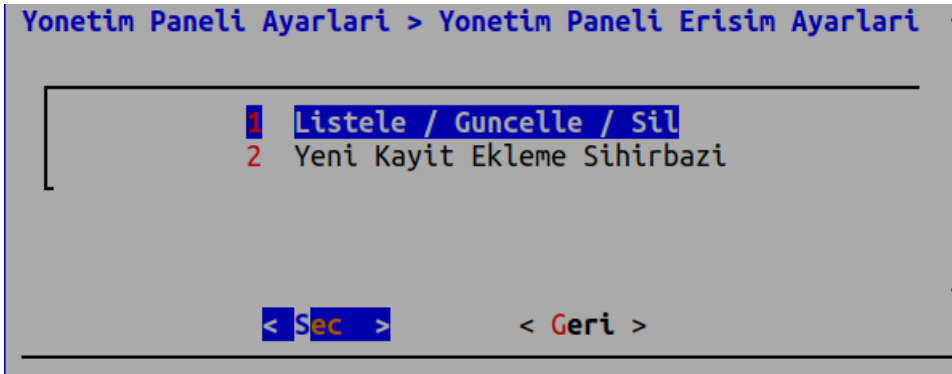 Yonetim Paneli Ayarlari > Yonetim Paneli Erisim Ayarlari
1 Listele / Guncelle / Sil
2 Yeni Kayit Ekleme Sihirbazi
< Sec > < Geri >